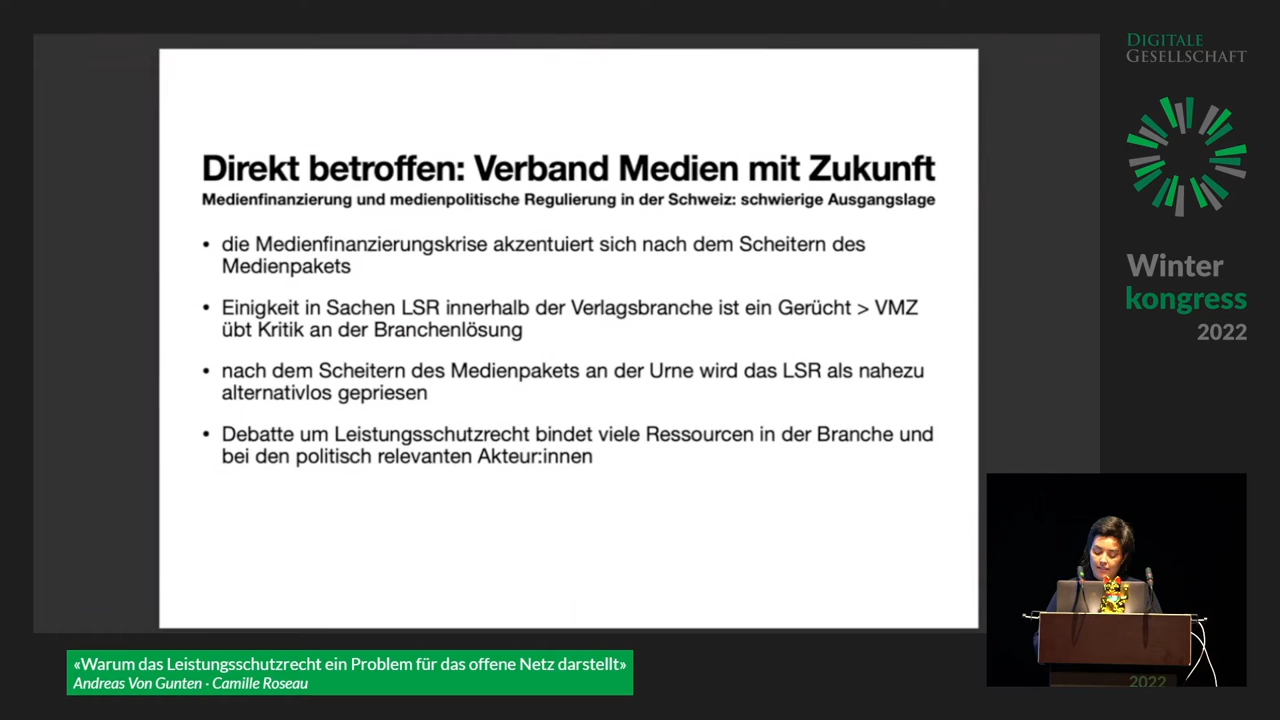 Direkt betroffen: Verband Medien mit Zukunft
Medienfinanzierung und medienpolitische Regulierung in der Schweiz: schwierige Ausgangslage
• die Medienfinanzierungskrise akzentuiert sich nach dem Scheitern des
Medienpakets
• Einigkeit in Sachen LSR innerhalb der Verlagsbranche ist ein Gerücht > VMZ
übt Kritik an der Branchenlösung
• nach dem Scheitern des Medienpakets an der Urne wird das LSR als nahezu
alternativlos gepriesen
• Debatte um Leistungsschutzrecht bindet viele Ressourcen in der Branche und
bei den politisch relevanten Akteur:innen
DIGITALE
GESELLSCHAFT
Winter
kongress
2022
2022
«Warum das Leistungsschutzrecht ein Problem für das offene Netz darstellt»
Andreas Von Gunten · Camille Roseau